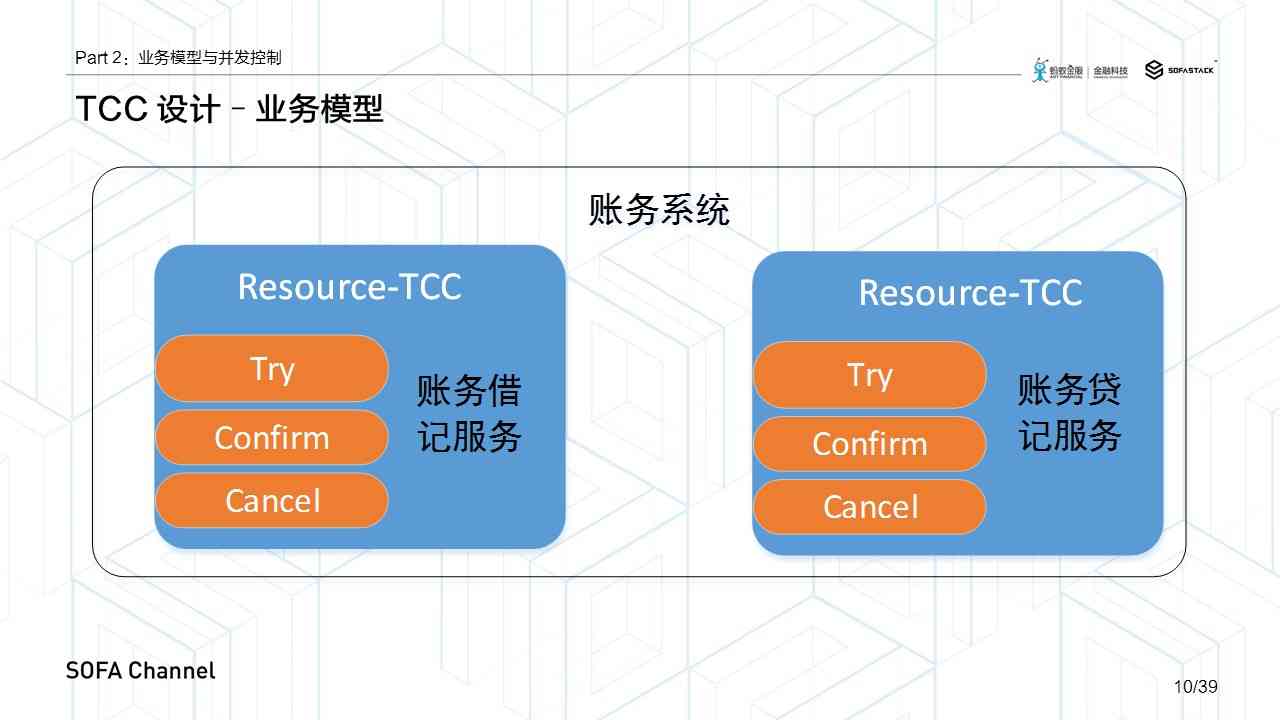 Part 2：业务模型与并发控制
蚂蚁金服
ANT FINANCIAL
金融科技
SOFASTACK
TCC 设计 - 业务模型
账务系统
Resource-TCC
Try
Confirm
Cancel
账务借
记服务
Resource-TCC
Try
Confirm
Cancel
账务贷
记服务
SOFA Channel
10/39